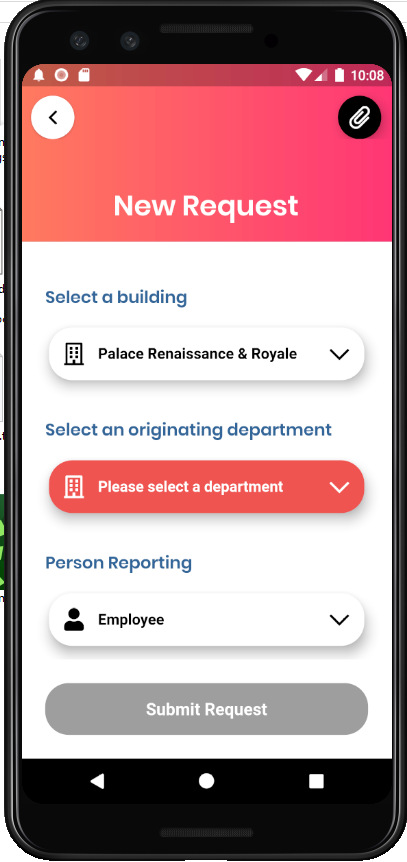 10:08
New Request
Select a building
Palace Renaissance & Royale
Select an originating department
Please select a department
Person Reporting
Employee
Submit Request